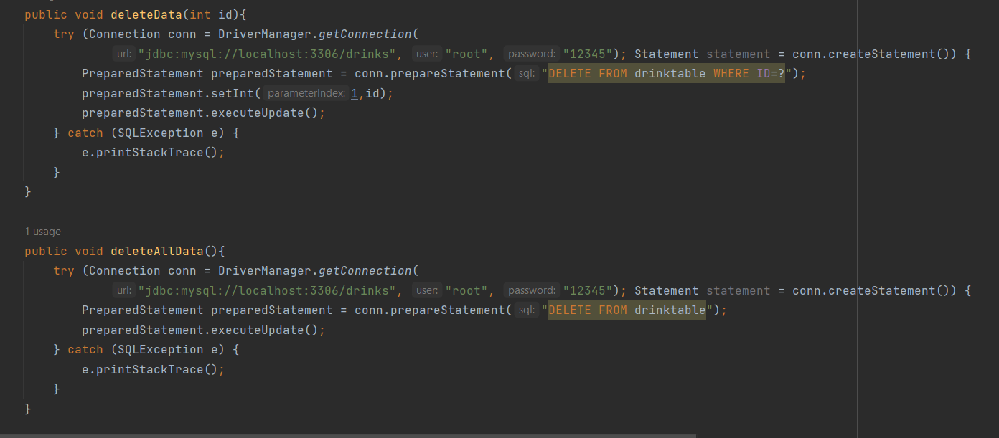 public void deleteData(int id){
try (Connection conn = DriverManager.getConnection(
url: "jdbc:mysql://localhost:3306/drinks", user: "root", password: "12345"); Statement statement = conn.createStatement()) {
PreparedStatement preparedStatement = conn.prepareStatement( sql: "DELETE FROM drinktable WHERE ID=?");
preparedStatement.setInt( parameterIndex: 1,id);
preparedStatement.executeUpdate();
} catch (SQLException e) {
e.printStackTrace();
}
}
1 usage
public void deleteAllData(){
try (Connection conn = DriverManager.getConnection(
url: "jdbc:mysql://localhost:3306/drinks", user: "root", password: "12345"); Statement statement = conn.createStatement()) {
PreparedStatement preparedStatement = conn.prepareStatement( sql: "DELETE FROM drinktable");
preparedStatement.executeUpdate();
} catch (SQLException e) {
e.printStackTrace();
}
}